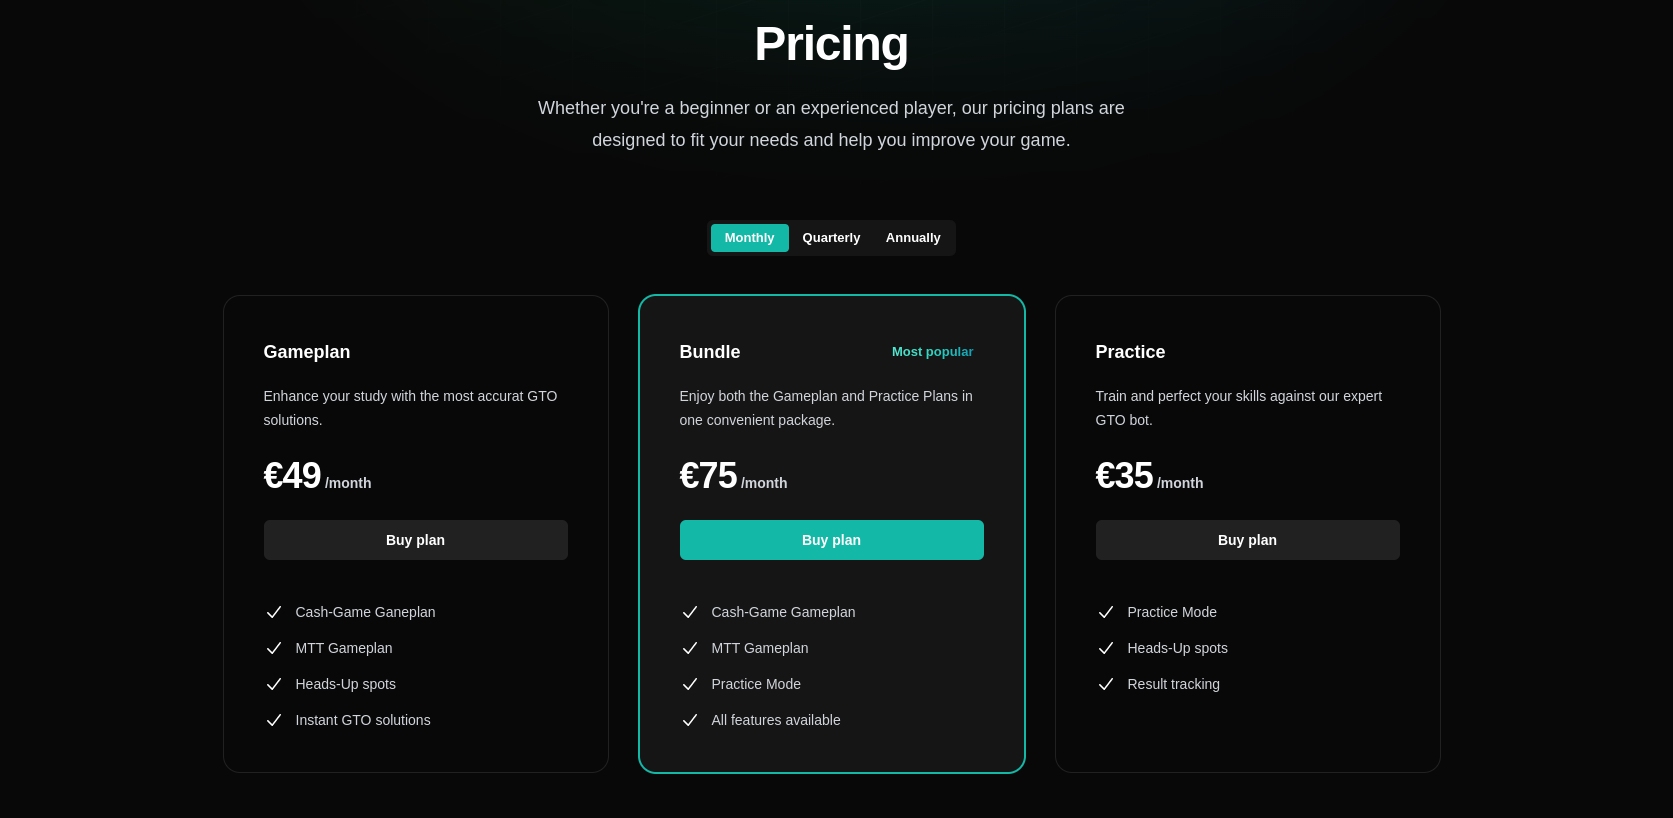 Pricing
Whether you're a beginner or an experienced player, our pricing plans are
designed to fit your needs and help you improve your game.
Monthly Quarterly Annually
Gameplan
Enhance your study with the most accurat GTO
solutions.
€49 /month
Buy plan
Cash-Game Ganeplan
MTT Gameplan
Heads-Up spots
Instant GTO solutions
Bundle Most popular
Enjoy both the Gameplan and Practice Plans in
one convenient package.
€75 /month
Buy plan
Cash-Game Gameplan
MTT Gameplan
Practice Mode
All features available
Practice
Train and perfect your skills against our expert
GTO bot.
€35 /month
Buy plan
Practice Mode
Heads-Up spots
Result tracking